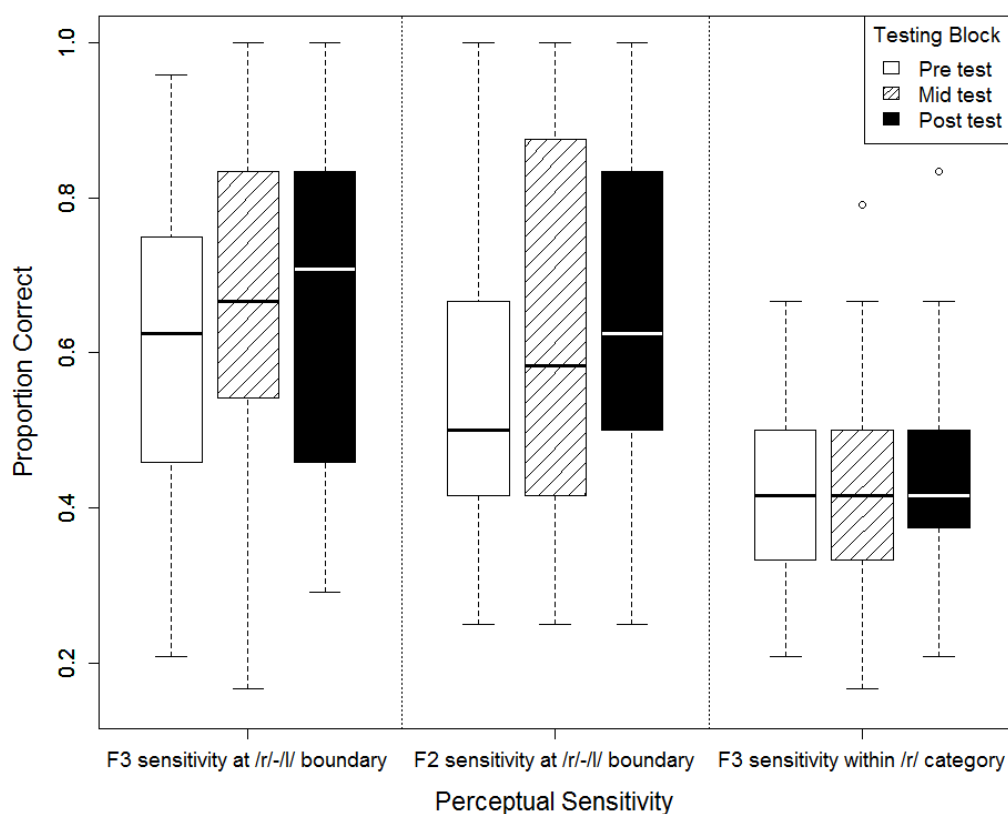 Testing Block
Pre test
Mid test
Post test
1.0
0.8
0.6
0.4
0.2
Proportion Correct
F3 sensitivity at /r/-/l/ boundary
F2 sensitivity at /r/-/l/ boundary
F3 sensitivity within /r/ category
Perceptual Sensitivity